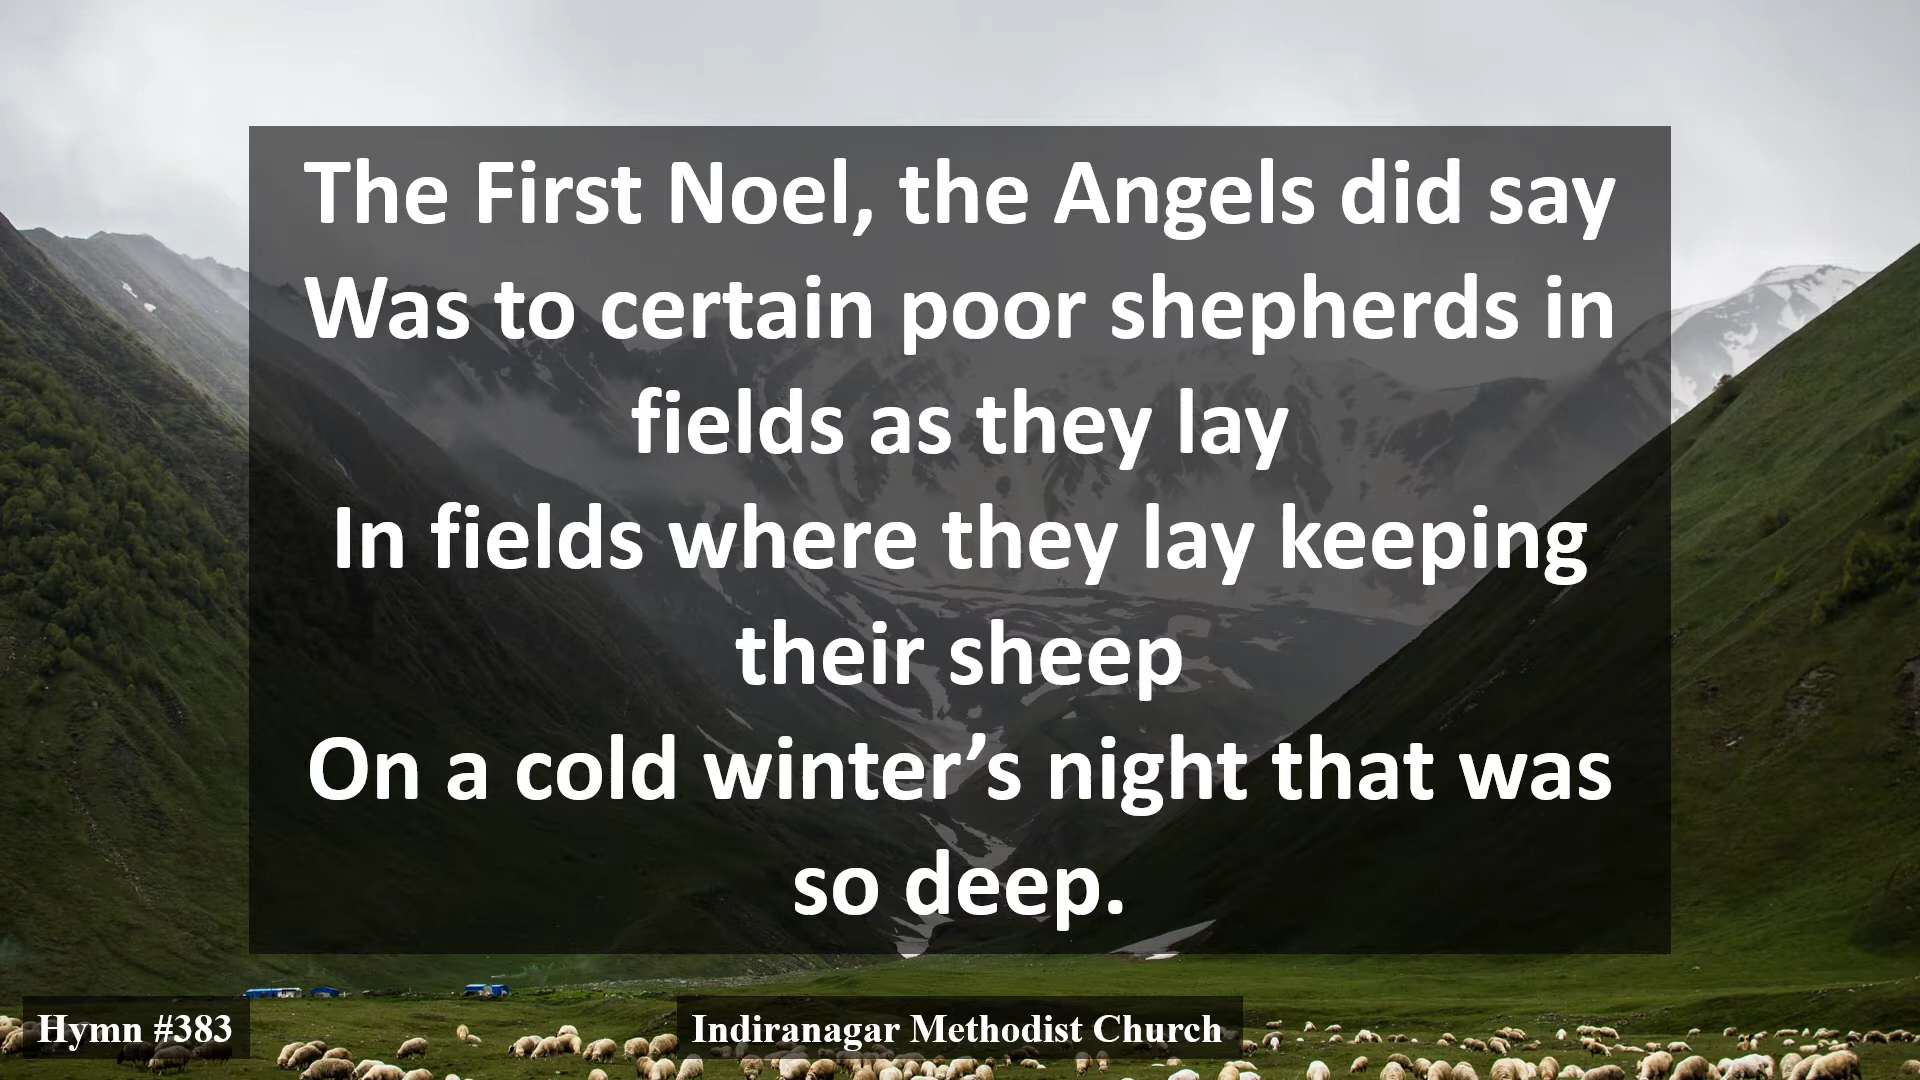 The First Noel, the Angels did say
Was to certain poor shepherds in
fields as they lay
In fields where they lay keeping
their sheep
On a cold winter’s night that was
so deep.
Hymn #383
Indiranagar Methodist Church